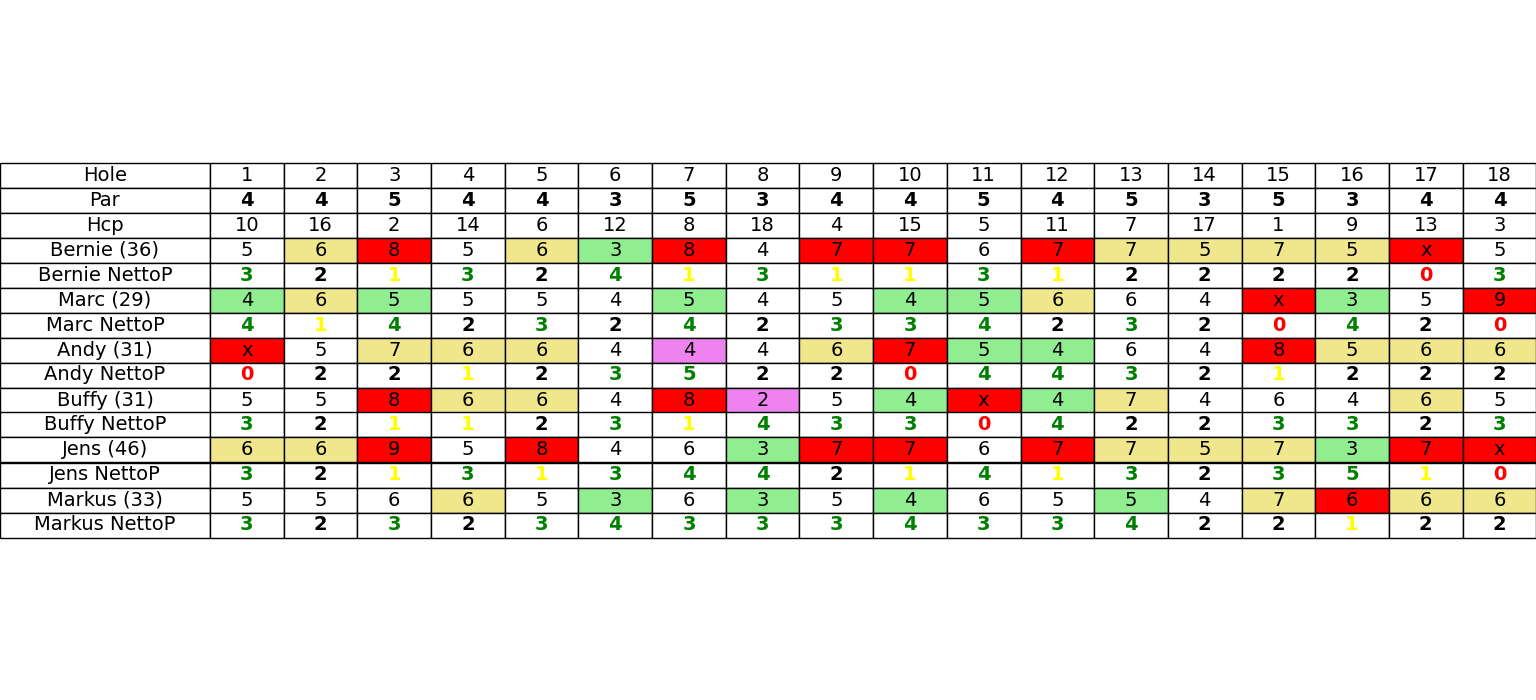 Hole 1 2 3 4 5 6 7 8 9 10 11 12 13 14 15 16 17 18
Par 4 4 5 4 4 3 5 3 4 4 5 4 5 3 5 3 4 4
Hcp 10 16 2 14 6 12 8 18 4 15 5 11 7 17 1 9 13 3
Bernie (36) 5 6 8 5 6 3 8 4 7 7 6 7 7 5 7 5 x 5
Bernie NettoP 3 2 1 3 2 4 1 3 1 1 3 1 2 2 2 2 0 3
Marc (29) 4 6 5 5 5 4 5 4 5 4 5 6 6 4 x 3 5 9
Marc NettoP 4 1 4 2 3 2 4 2 3 3 4 2 3 2 0 4 2 0
Andy (31) x 5 7 6 6 4 4 4 6 7 5 4 6 4 8 5 6 6
Andy NettoP 0 2 2 1 2 3 5 2 2 0 4 4 3 2 1 2 2 2
Buffy (31) 5 5 8 6 6 4 8 2 5 4 x 4 7 4 6 4 6 5
Buffy NettoP 3 2 1 1 2 3 1 4 3 3 0 4 2 2 3 3 2 3
Jens (46) 6 6 9 5 8 4 6 3 7 7 6 7 7 5 7 3 7 x
Jens NettoP 3 2 1 3 1 3 4 4 2 1 4 1 3 2 3 5 1 0
Markus (33) 5 5 6 6 5 3 6 3 5 4 6 5 5 4 7 6 6 6
Markus NettoP 3 2 3 2 3 4 3 3 3 4 3 3 4 2 2 1 2 2